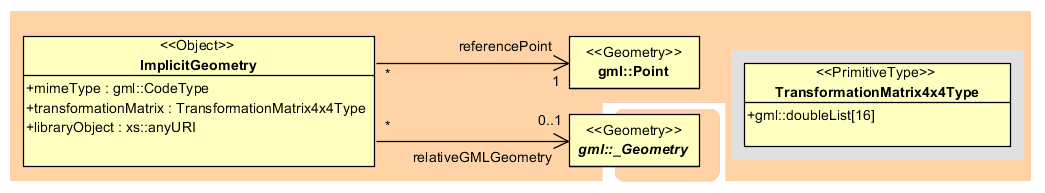 <<Object>>
ImplicitGeometry
+mimeType : gml::CodeType
+transformationMatrix : TransformationMatrix4x4Type
+libraryObject : xs::anyURI
referencePoint
*
1
<<Geometry>>
gml::Point
*
0..1
relativeGMLGeometry
<<Geometry>>
gml::_Geometry
<<PrimitiveType>>
TransformationMatrix4x4Type
+gml::doubleList[16]